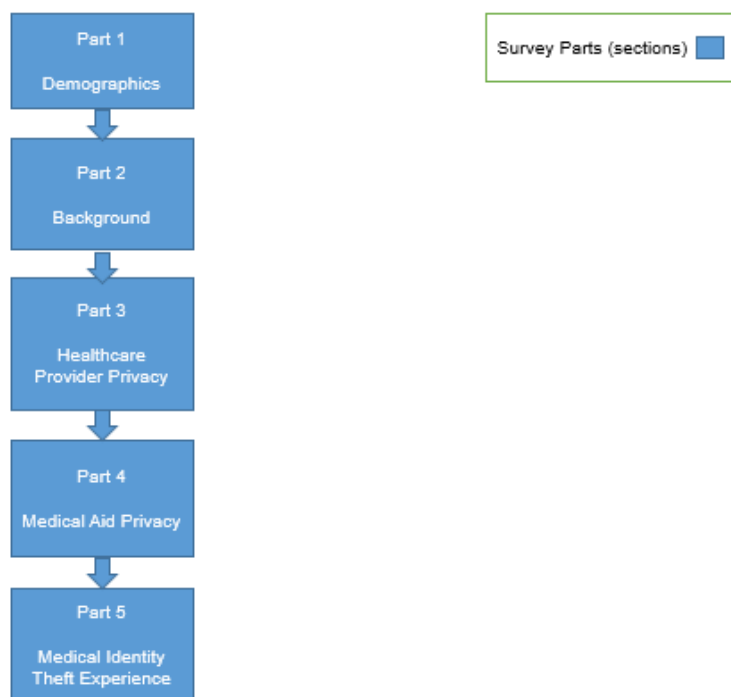 Part 1
Demographics
Survey Parts (sections)
Part 2
Background
Part 3
Healthcare
Provider Privacy
Part 4
Medical Aid Privacy
Part 5
Medical Identity
Theft Experience